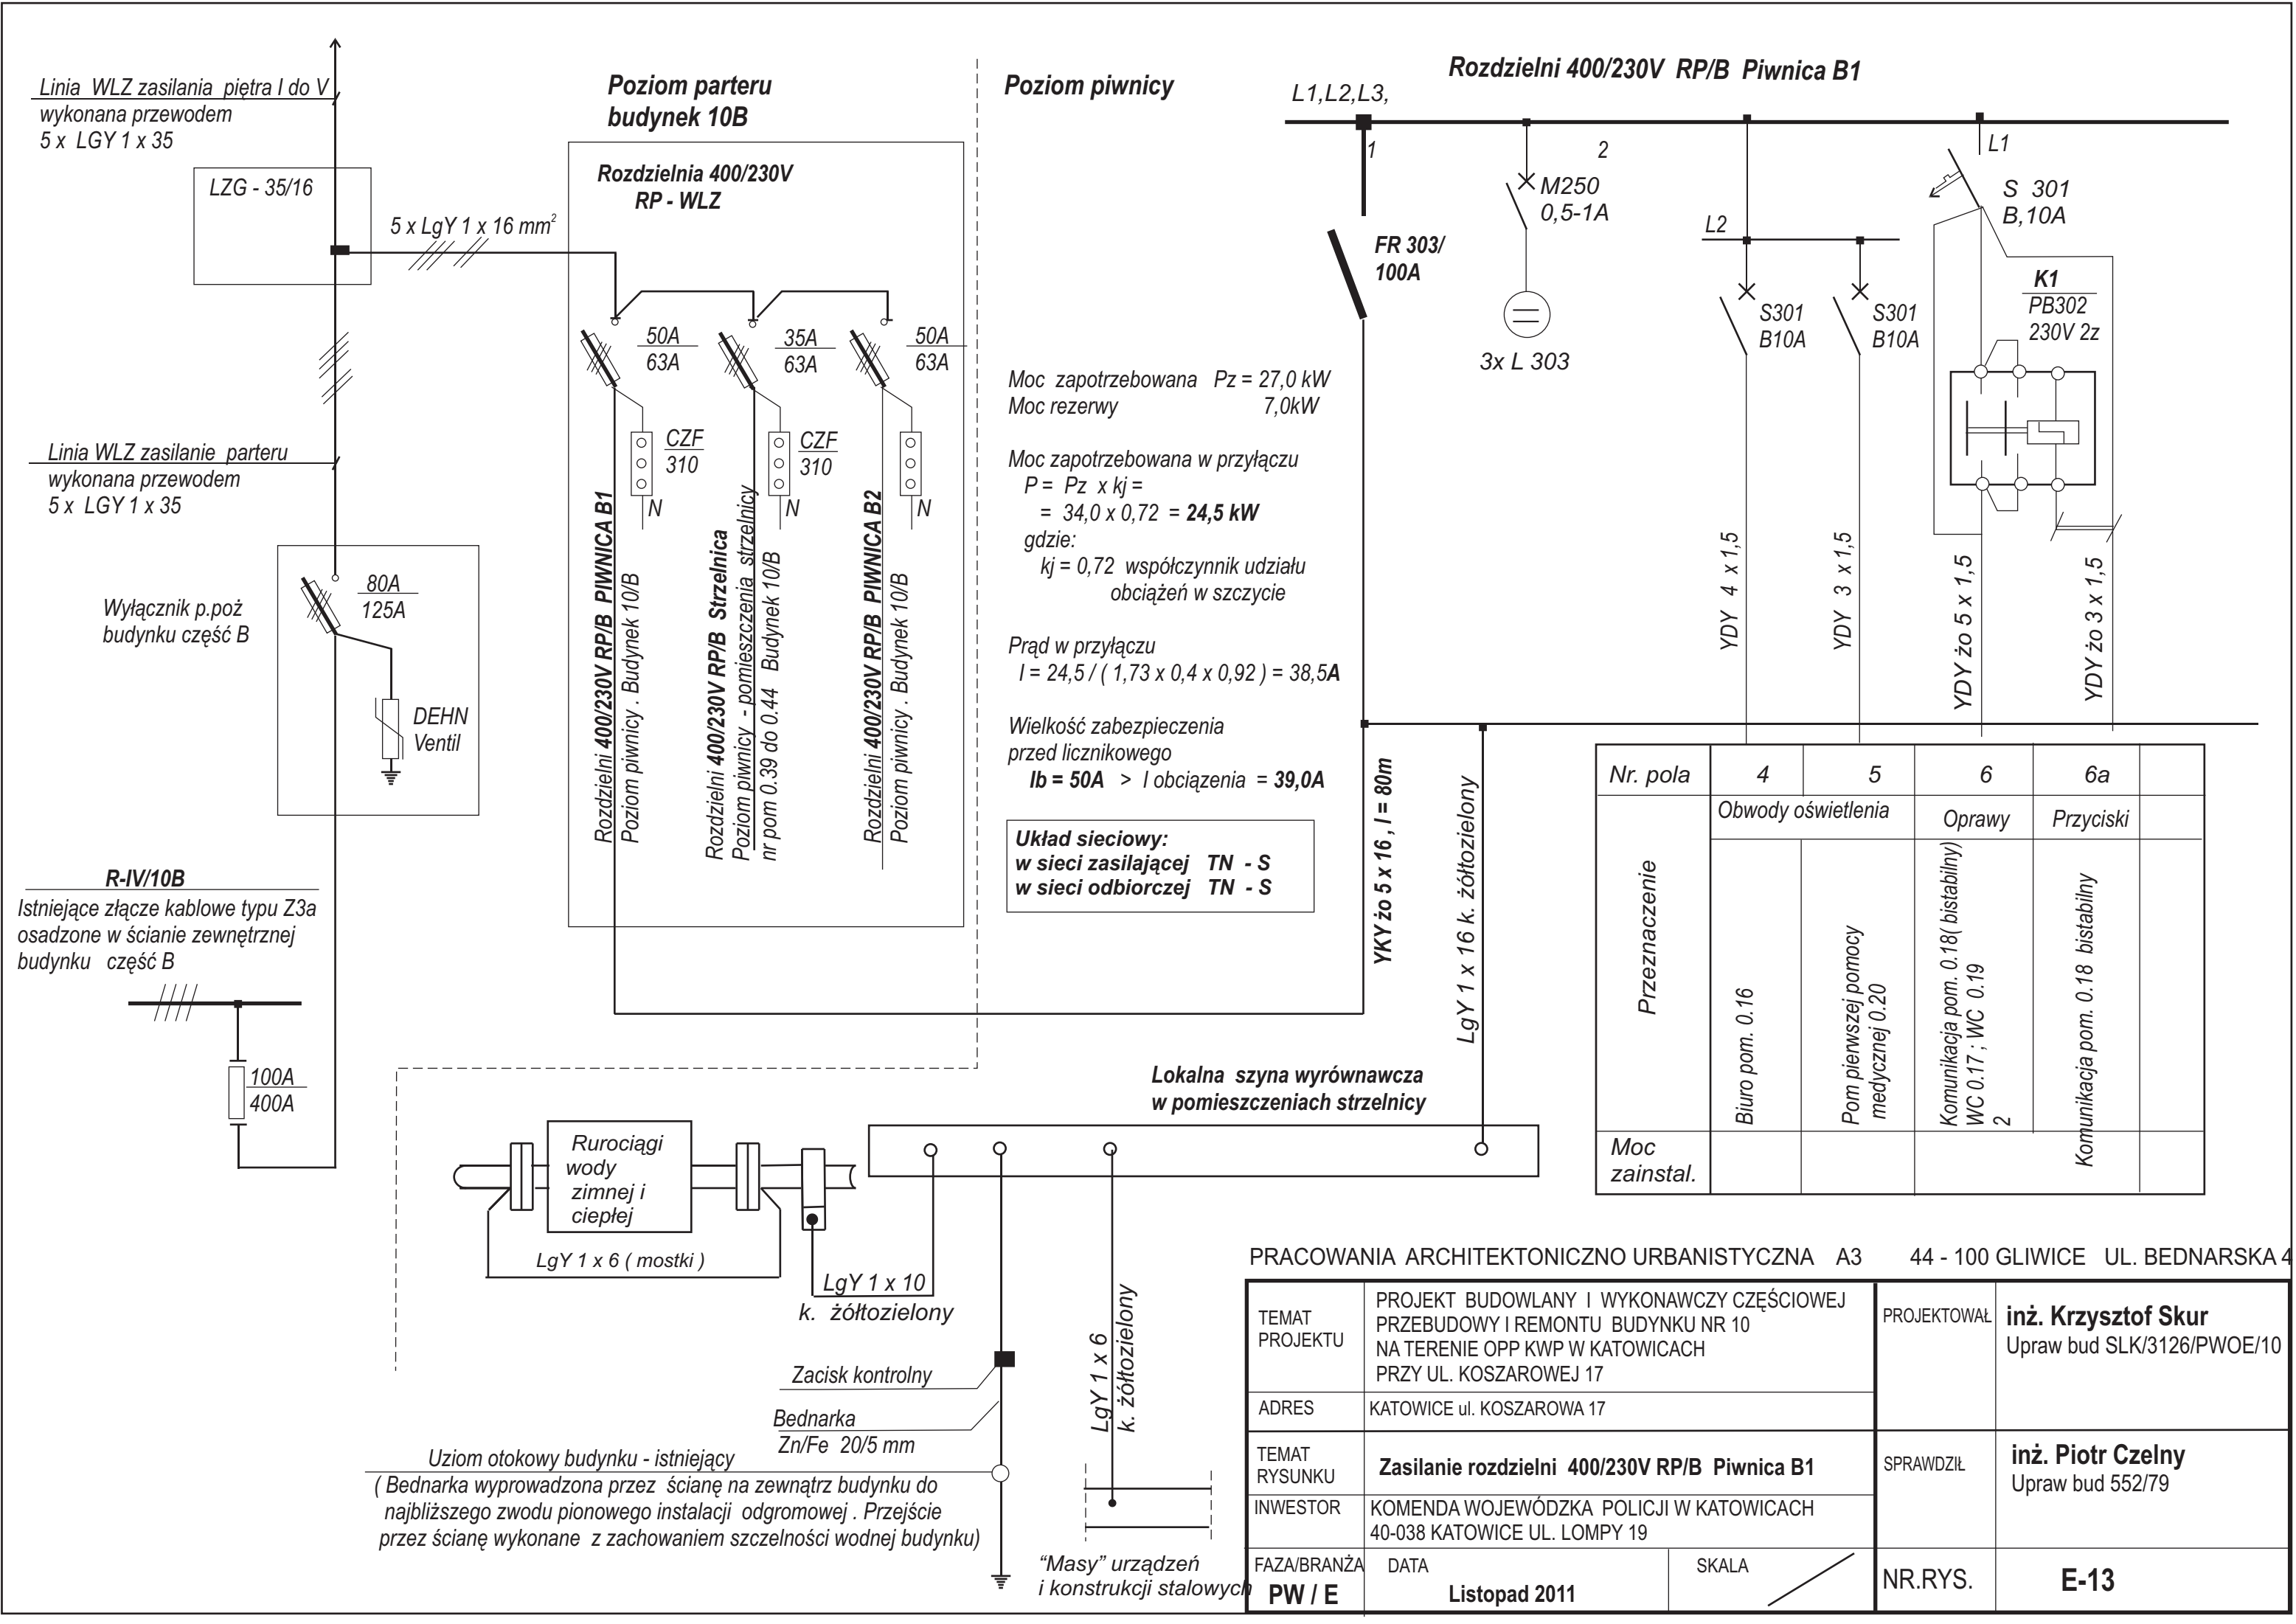 Linia WLZ zasilania piętra I do V
wykonana przewodem
5 x LGY 1 x 35
LZG - 35/16
5 x LgY 1 x 16 mm²
Linia WLZ zasilanie parteru
wykonana przewodem
5 x LGY 1 x 35
Wyłącznik p.poż
budynku część B
80A
125A
DEHN
Ventil
R-IV/10B
Istniejące złącze kablowe typu Z3a
osadzone w ścianie zewnętrznej
budynku część B
100A
400A
Poziom parteru
budynek 10B
Rozdzielnia 400/230V
RP - WLZ
50A
63A
35A
63A
50A
63A
CZF
310
N
CZF
310
N
N
Rozdzielni 400/230V RP/B PIWNICA B1
Poziom piwnicy . Budynek 10/B
Rozdzielni 400/230V RP/B Strzelnica
Poziom piwnicy - pomieszczenia strzelnicy
nr pom 0.39 do 0.44 Budynek 10/B
Rozdzielni 400/230V RP/B PIWNICA B2
Poziom piwnicy . Budynek 10/B
Poziom piwnicy
Rozdzielni 400/230V RP/B Piwnica B1
L1,L2,L3,
1
FR 303/
100A
2
M250
0,5-1A
3x L 303
L2
S301
B10A
S301
B10A
L1
S 301
B,10A
K1
PB302
230V 2z
Moc zapotrzebowana Pz = 27,0 kW
Moc rezerwy 7,0kW
Moc zapotrzebowana w przyłączu
P = Pz x kj =
= 34,0 x 0,72 = 24,5 kW
gdzie:
kj = 0,72 współczynnik udziału
obciążeń w szczycie
Prąd w przyłączu
I = 24,5 / ( 1,73 x 0,4 x 0,92 ) = 38,5A
Wielkość zabezpieczenia
przed licznikowego
Ib = 50A > I obciązenia = 39,0A
Układ sieciowy:
w sieci zasilającej TN - S
w sieci odbiorczej TN - S
YKY żo 5 x 16 , l = 80m
LgY 1 x 16 k. żółtozielony
YDY 4 x 1,5
YDY 3 x 1,5
YDY żo 5 x 1,5
YDY żo 3 x 1,5
Nr. pola 4 5 6 6a
Przeznaczenie
Obwody oświetlenia
Oprawy
Przyciski
Biuro pom. 0.16
Pom pierwszej pomocy
medycznej 0.20
Komunikacja pom. 0.18( bistabilny)
WC 0.17 ; WC 0.19
2
Komunikacja pom. 0.18 bistabilny
Moc
zainstal.
Lokalna szyna wyrównawcza
w pomieszczeniach strzelnicy
Rurociągi
wody
zimnej i
ciepłej
LgY 1 x 6 ( mostki )
LgY 1 x 10
k. żółtozielony
Zacisk kontrolny
Bednarka
Zn/Fe 20/5 mm
Uziom otokowy budynku - istniejący
( Bednarka wyprowadzona przez ścianę na zewnątrz budynku do
najbliższego zwodu pionowego instalacji odgromowej . Przejście
przez ścianę wykonane z zachowaniem szczelności wodnej budynku)
LgY 1 x 6
k. żółtozielony
“Masy” urządzeń
i konstrukcji stalowych
PRACOWANIA ARCHITEKTONICZNO URBANISTYCZNA A3 44 - 100 GLIWICE UL. BEDNARSKA 4
TEMAT
PROJEKTU
PROJEKT BUDOWLANY I WYKONAWCZY CZĘŚCIOWEJ
PRZEBUDOWY I REMONTU BUDYNKU NR 10
NA TERENIE OPP KWP W KATOWICACH
PRZY UL. KOSZAROWEJ 17
PROJEKTOWAŁ
inż. Krzysztof Skur
Upraw bud SLK/3126/PWOE/10
ADRES
KATOWICE ul. KOSZAROWA 17
TEMAT
RYSUNKU
Zasilanie rozdzielni 400/230V RP/B Piwnica B1
SPRAWDZIŁ
inż. Piotr Czelny
Upraw bud 552/79
INWESTOR
KOMENDA WOJEWÓDZKA POLICJI W KATOWICACH
40-038 KATOWICE UL. LOMPY 19
FAZA/BRANŻA
PW / E
DATA
Listopad 2011
SKALA
NR.RYS.
E-13